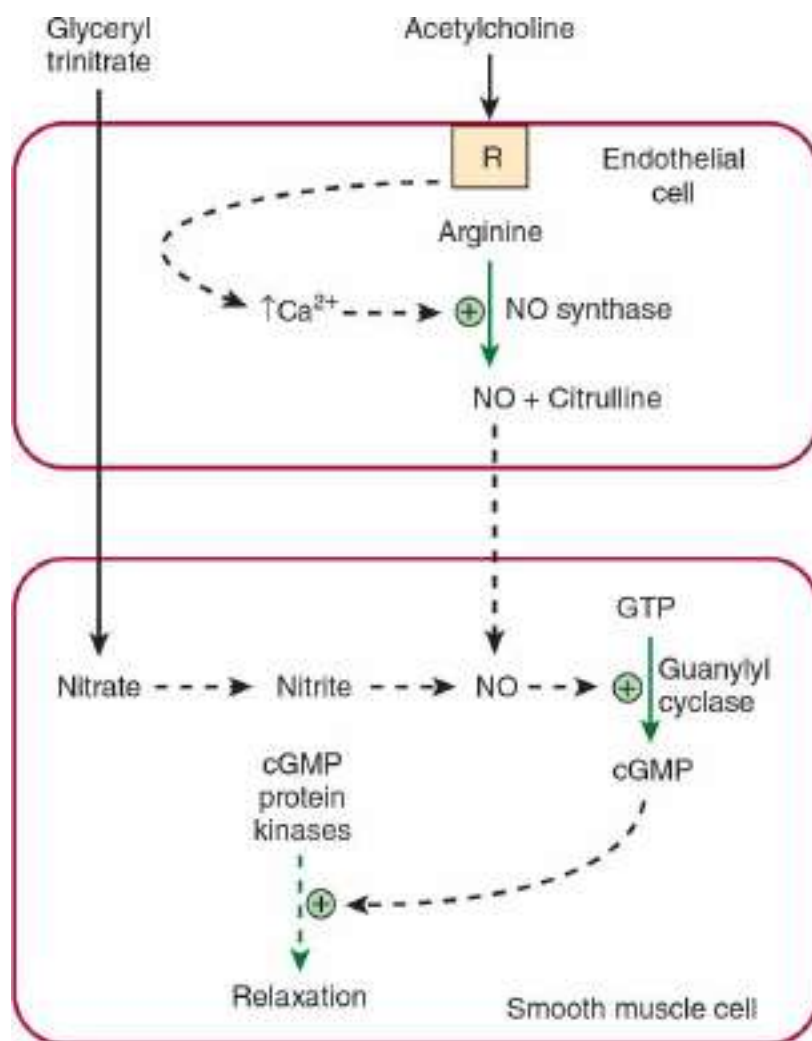 Glyceryl
trinitrate
Acetylcholine
R
Endothelial
cell
Arginine
↑Ca²⁺
+
NO synthase
NO + Citrulline
GTP
Nitrate
Nitrite
NO
+
Guanylyl
cyclase
cGMP
protein
kinases
cGMP
+
Relaxation
Smooth muscle cell